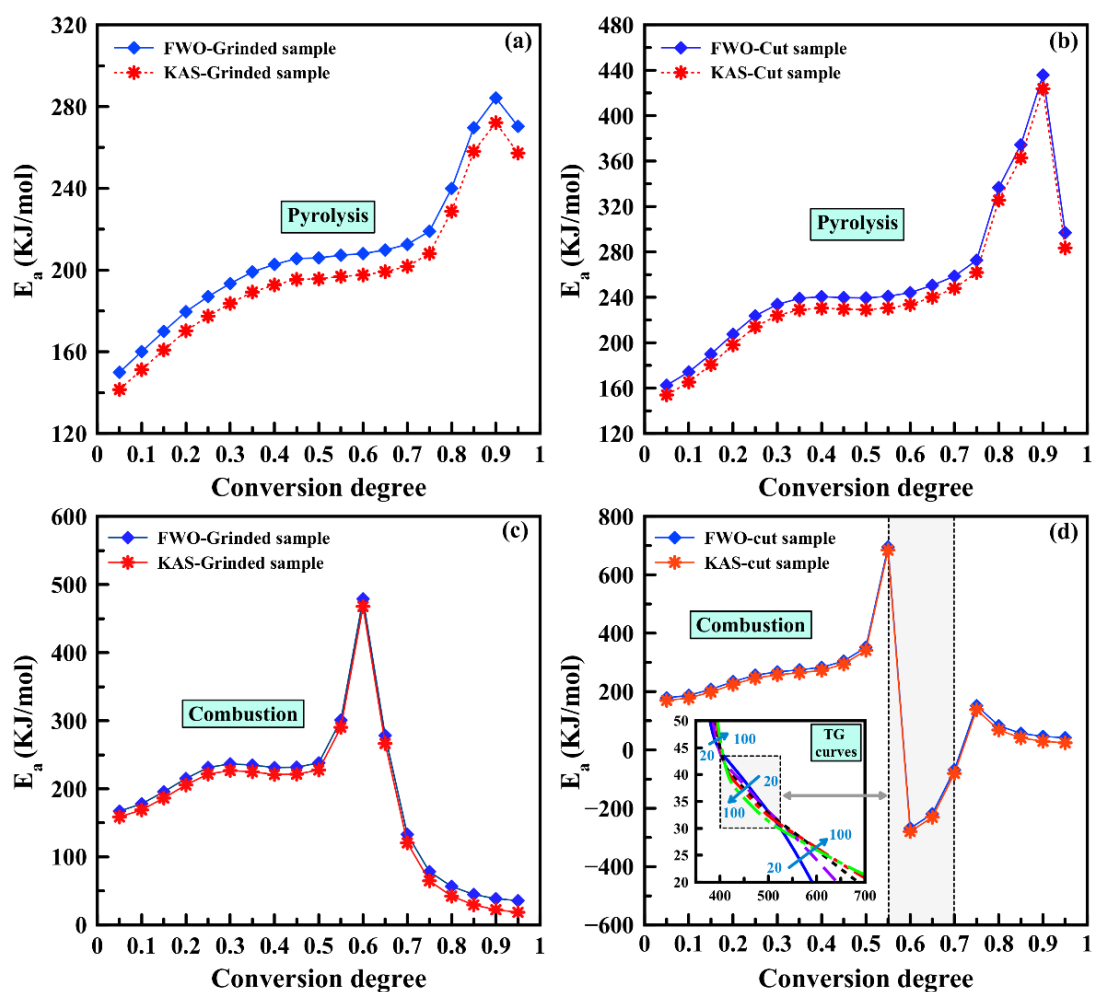 (a)
FWO-Grinded sample
KAS-Grinded sample
Pyrolysis
320
280
240
200
160
120
0 0.1 0.2 0.3 0.4 0.5 0.6 0.7 0.8 0.9 1
Conversion degree
E_a (KJ/mol)
(b)
FWO-Cut sample
KAS-Cut sample
Pyrolysis
480
440
400
360
320
280
240
200
160
120
0 0.1 0.2 0.3 0.4 0.5 0.6 0.7 0.8 0.9 1
Conversion degree
E_a (KJ/mol)
(c)
FWO-Grinded sample
KAS-Grinded sample
Combustion
600
500
400
300
200
100
0
0 0.1 0.2 0.3 0.4 0.5 0.6 0.7 0.8 0.9 1
Conversion degree
E_a (KJ/mol)
(d)
FWO-cut sample
KAS-cut sample
Combustion
800
600
400
200
0
−200
−400
−600
0 0.1 0.2 0.3 0.4 0.5 0.6 0.7 0.8 0.9 1
Conversion degree
E_a (KJ/mol)
TG
curves
50
45
40
35
30
25
20
400 500 600 700
20 100
20
100
100
20